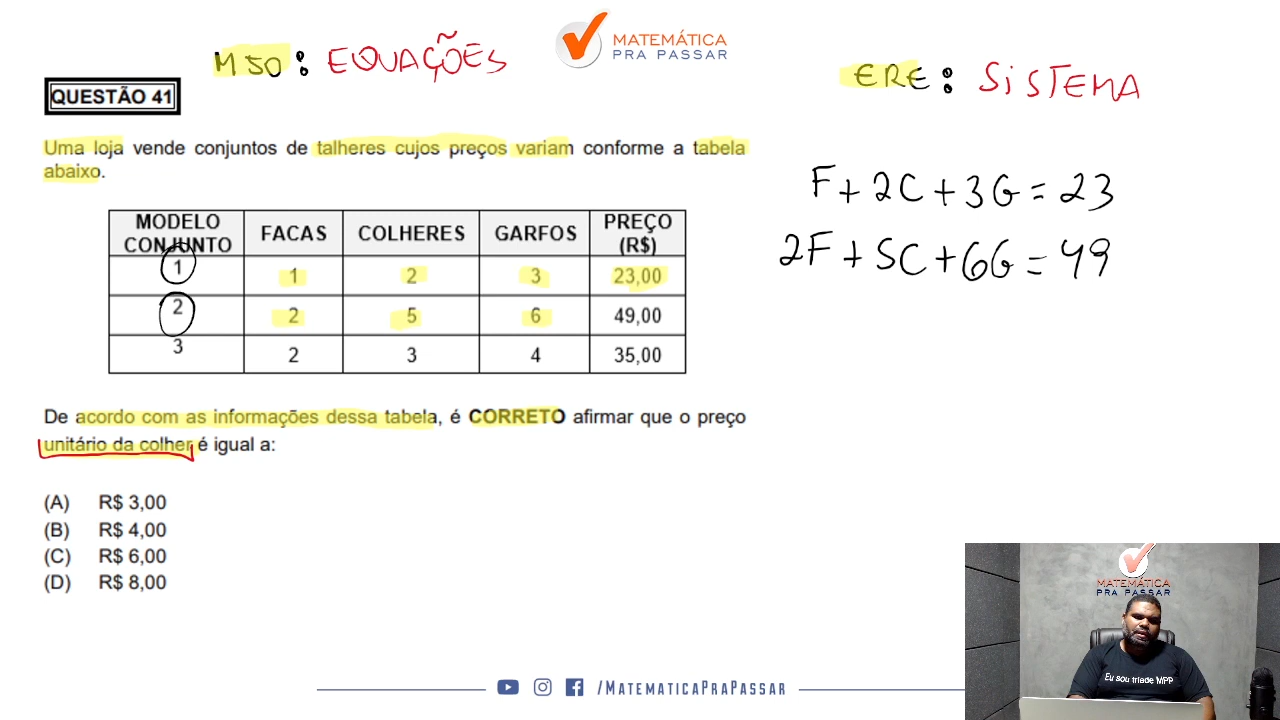 M50: EQUAÇÕES
MATEMÁTICA
PRA PASSAR
ERE: SiSTEMA
QUESTÃO 41
Uma loja vende conjuntos de talheres cujos preços variam conforme a tabela
abaixo.
MODELO CONJUNTO FACAS COLHERES GARFOS PREÇO (R$)
1 1 2 3 23,00
2 2 5 6 49,00
3 2 3 4 35,00
F+2C+3G=23
2F+5C+6G=49
De acordo com as informações dessa tabela, é CORRETO afirmar que o preço
unitário da colher é igual a:
(A) R$ 3,00
(B) R$ 4,00
(C) R$ 6,00
(D) R$ 8,00
MATEMÁTICA
PRA PASSAR
Eu sou tríade MPP
/MATEMATICAPRAPASSAR